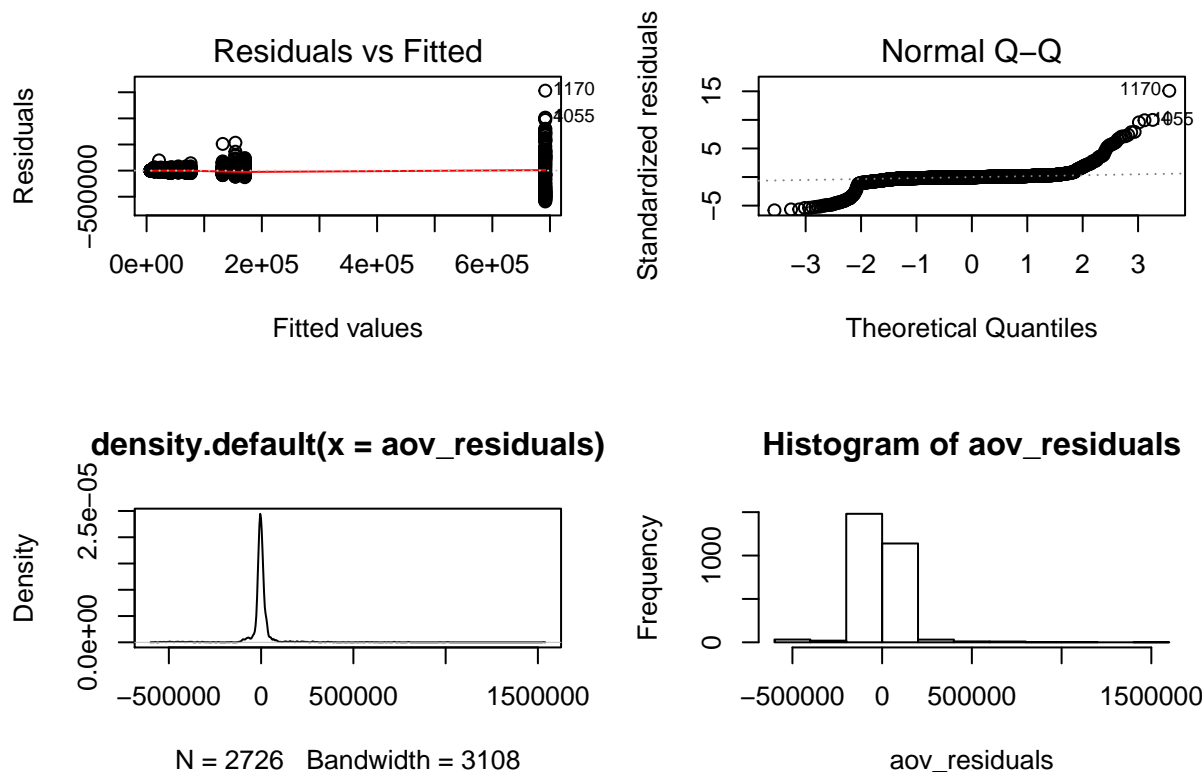 Residuals vs Fitted
Residuals
−500000
0e+00 2e+05 4e+05 6e+05
Fitted values
1170
4055
Normal Q−Q
Standardized residuals
−5 5 10 15
−3 −2 −1 0 1 2 3
Theoretical Quantiles
1170
4055
density.default(x = aov_residuals)
Density
0.0e+00 2.5e−05
−500000 0 500000 1500000
N = 2726 Bandwidth = 3108
Histogram of aov_residuals
Frequency
0 1000
−500000 0 500000 1500000
aov_residuals